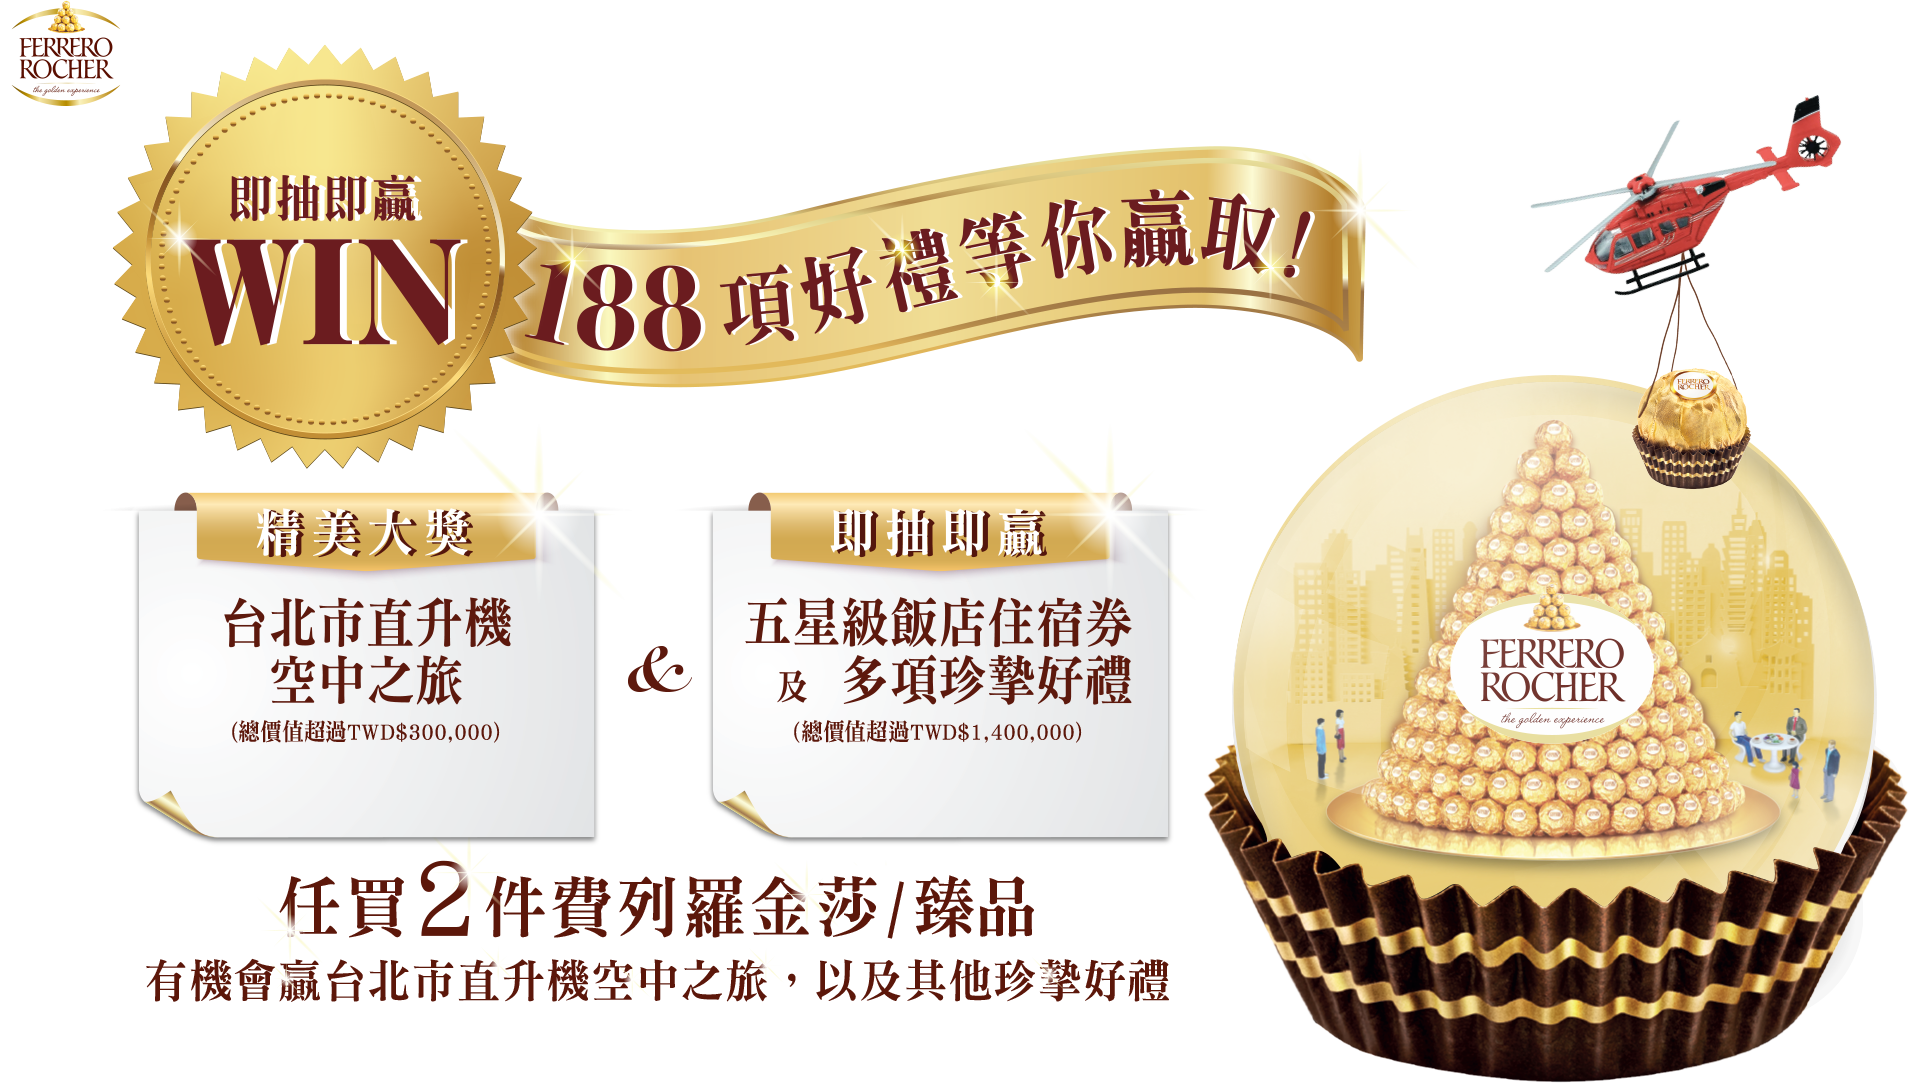 FERRERO
ROCHER
the golden experience
即抽即贏
WIN
188項好禮等你贏取!
精美大獎
台北市直升機
空中之旅
(總價值超過TWD$300,000)
&
即抽即贏
五星級飯店住宿券
及 多項珍摯好禮
(總價值超過TWD$1,400,000)
任買2件費列羅金莎/臻品
有機會贏台北市直升機空中之旅，以及其他珍摯好禮
FERRERO
ROCHER
FERRERO
ROCHER
the golden experience